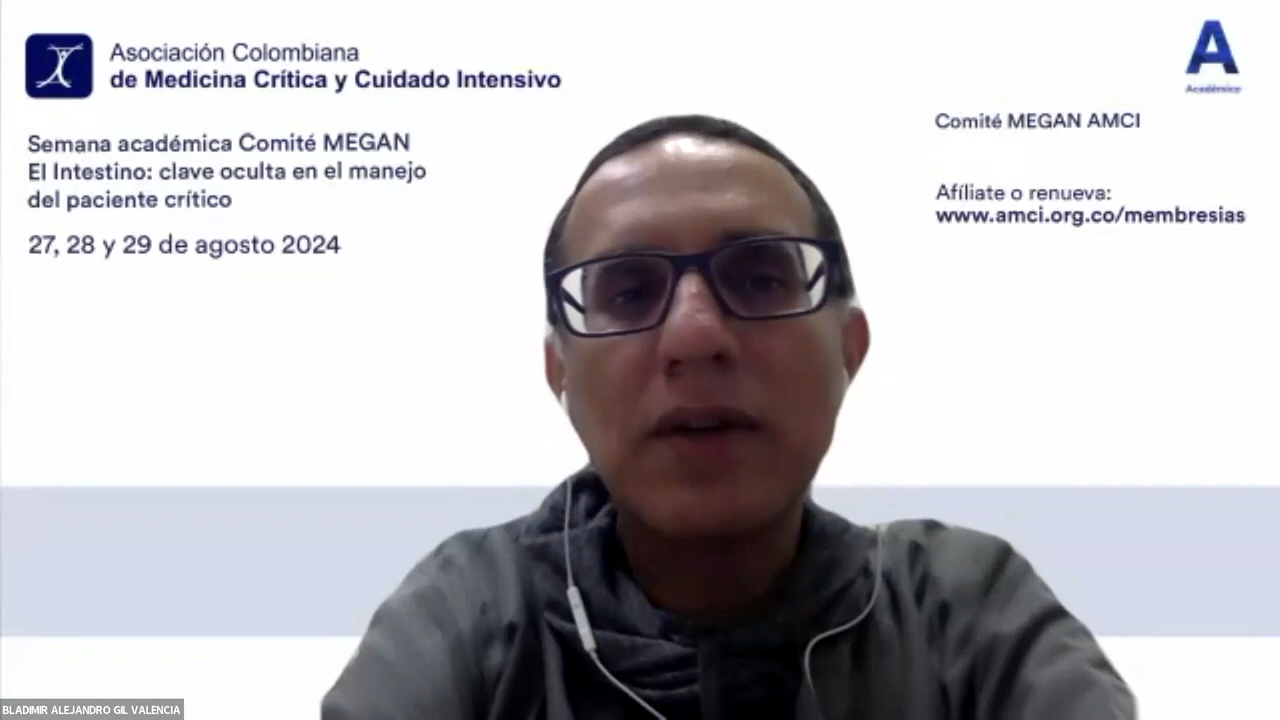 Asociación Colombiana
de Medicina Crítica y Cuidado Intensivo
A
Académico
Semana académica Comité MEGAN
El Intestino: clave oculta en el manejo
del paciente crítico
27, 28 y 29 de agosto 2024
Comité MEGAN AMCI
Afíliate o renueva:
www.amci.org.co/membresias
BLADIMIR ALEJANDRO GIL VALENCIA